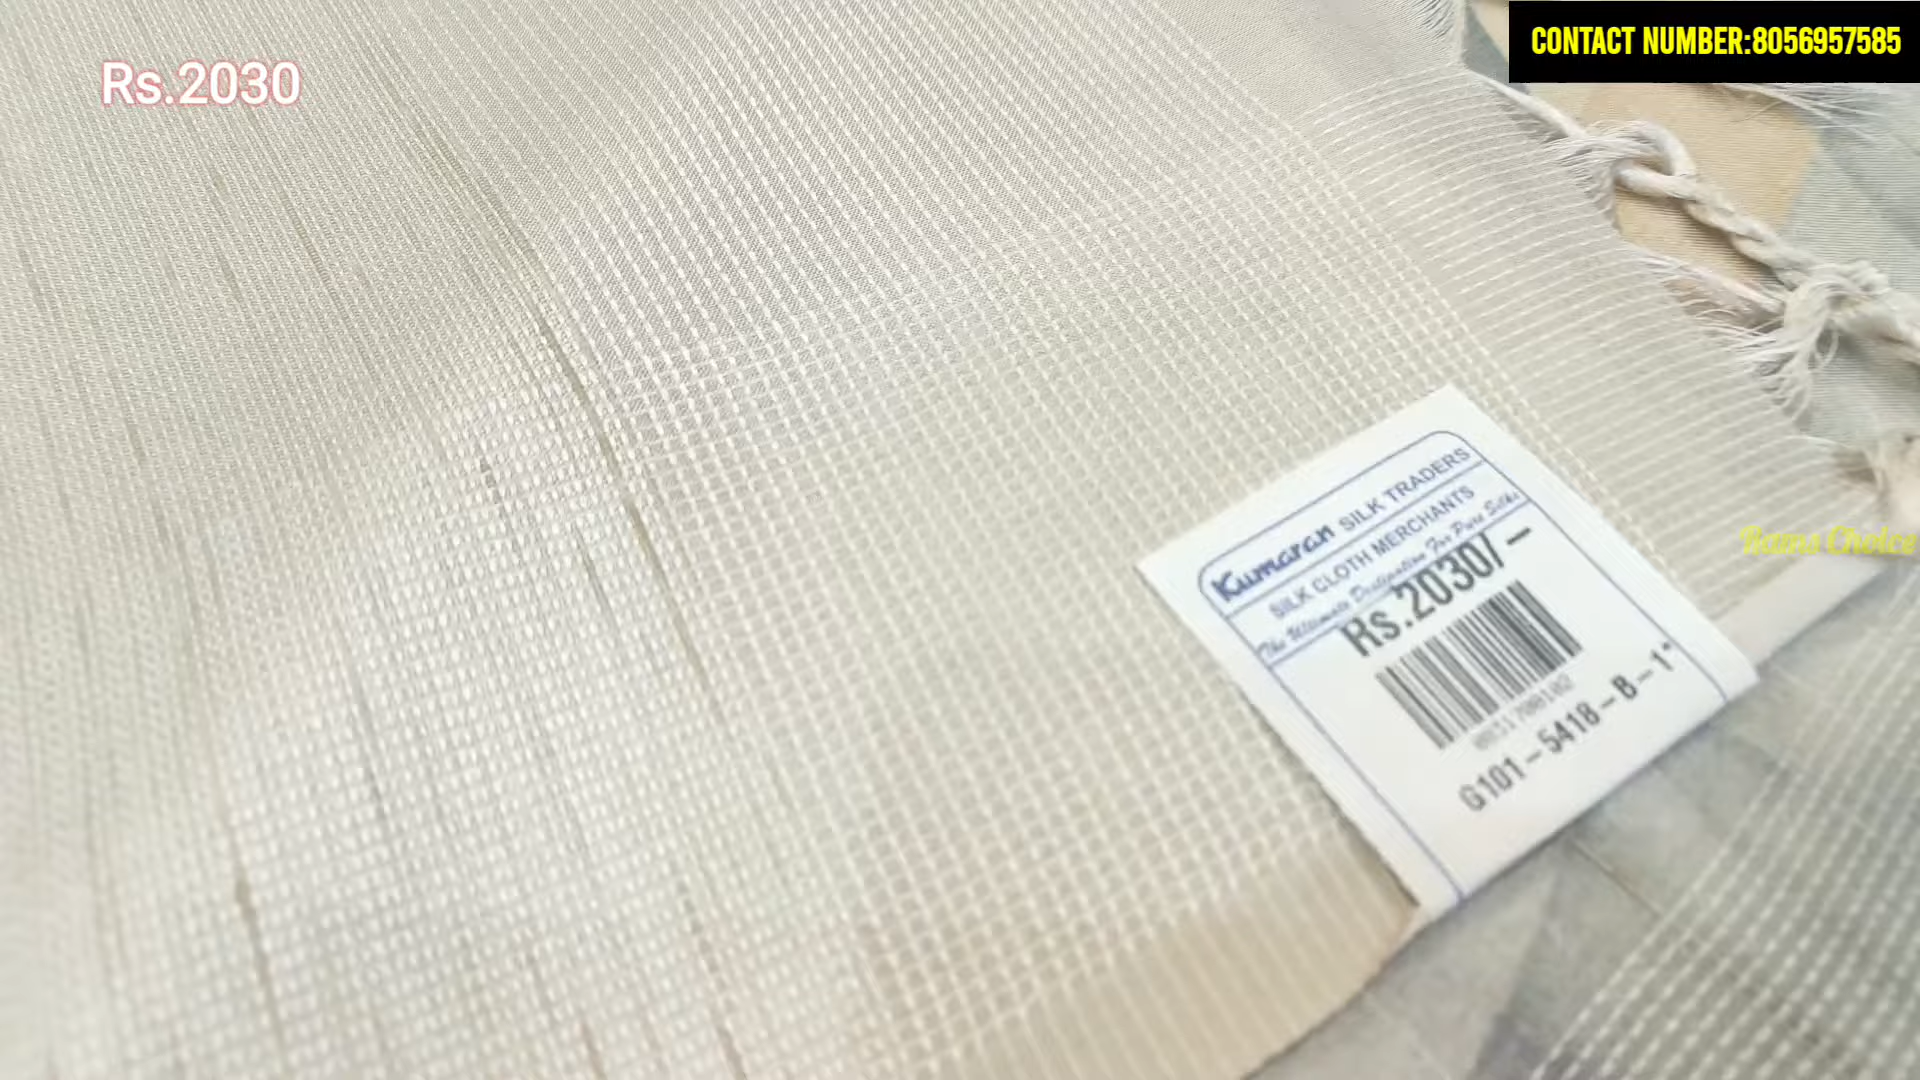 CONTACT NUMBER:8056957585
Rs.2030
Kumaran SILK TRADERS
SILK CLOTH MERCHANTS
The Ultimate Destination For Pure Silks
Rs.2030/-
G101-5418-B-1*
Rams Choice